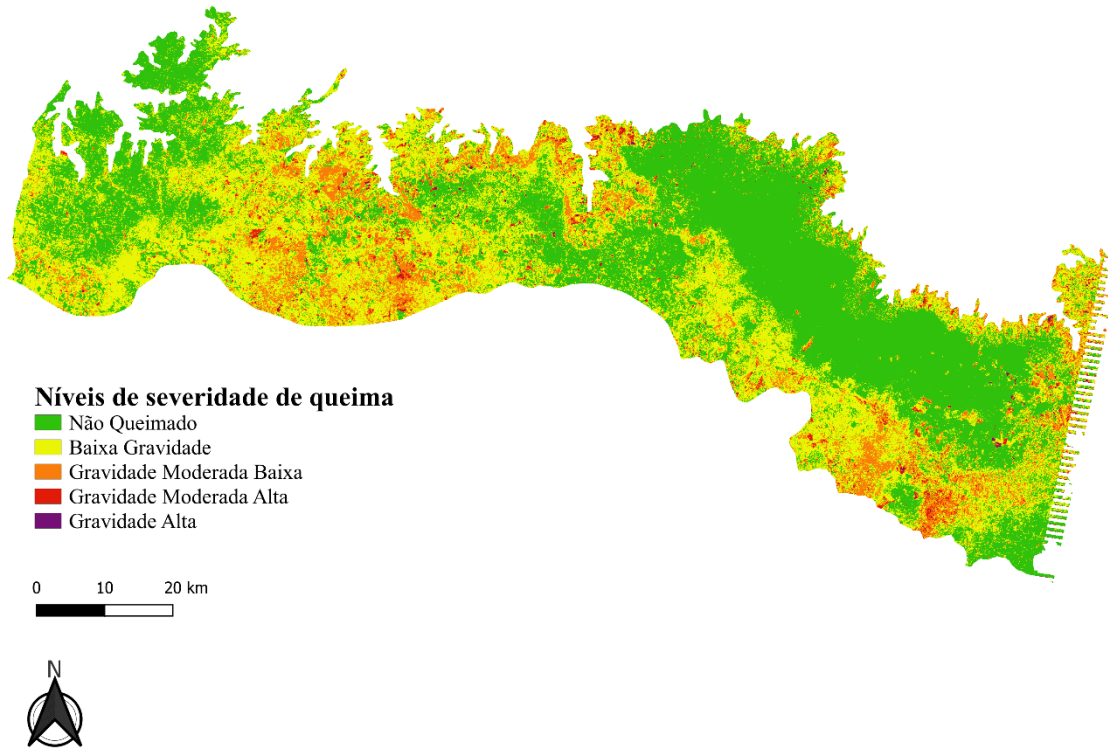 Níveis de severidade de queima
Não Queimado
Baixa Gravidade
Gravidade Moderada Baixa
Gravidade Moderada Alta
Gravidade Alta
0 10 20 km
N